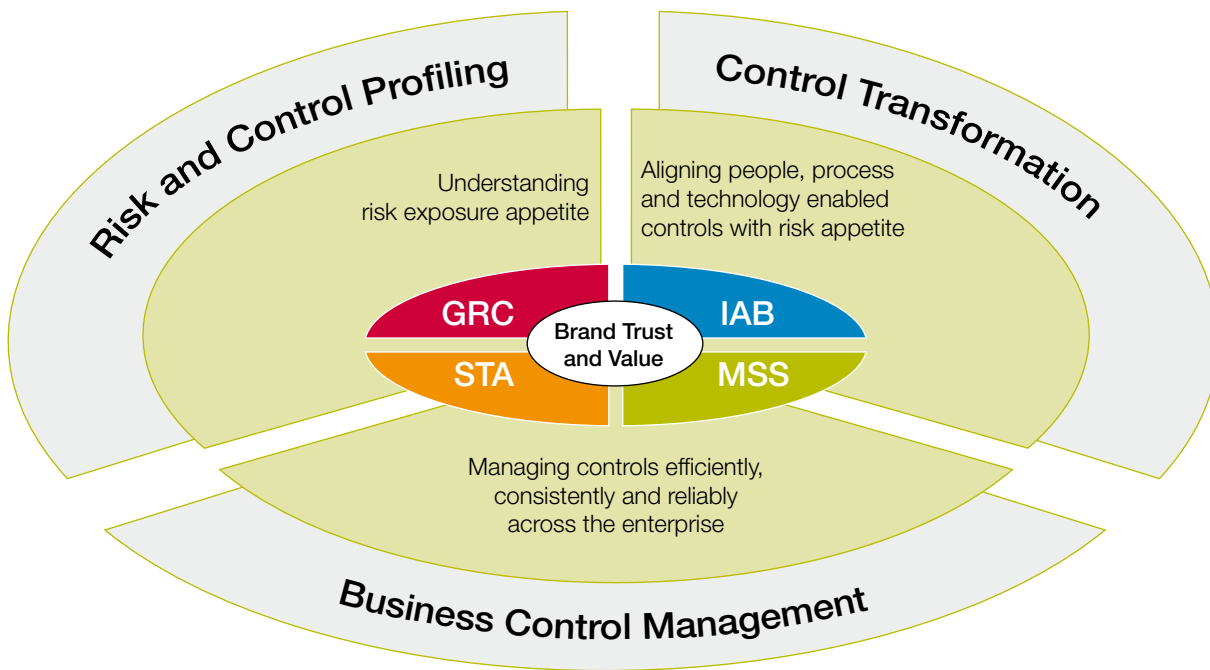 Risk and Control Profiling
Control Transformation
Understanding
risk exposure appetite
Aligning people, process
and technology enabled
controls with risk appetite
GRC
IAB
Brand Trust
and Value
STA
MSS
Managing controls efficiently,
consistently and reliably
across the enterprise
Business Control Management